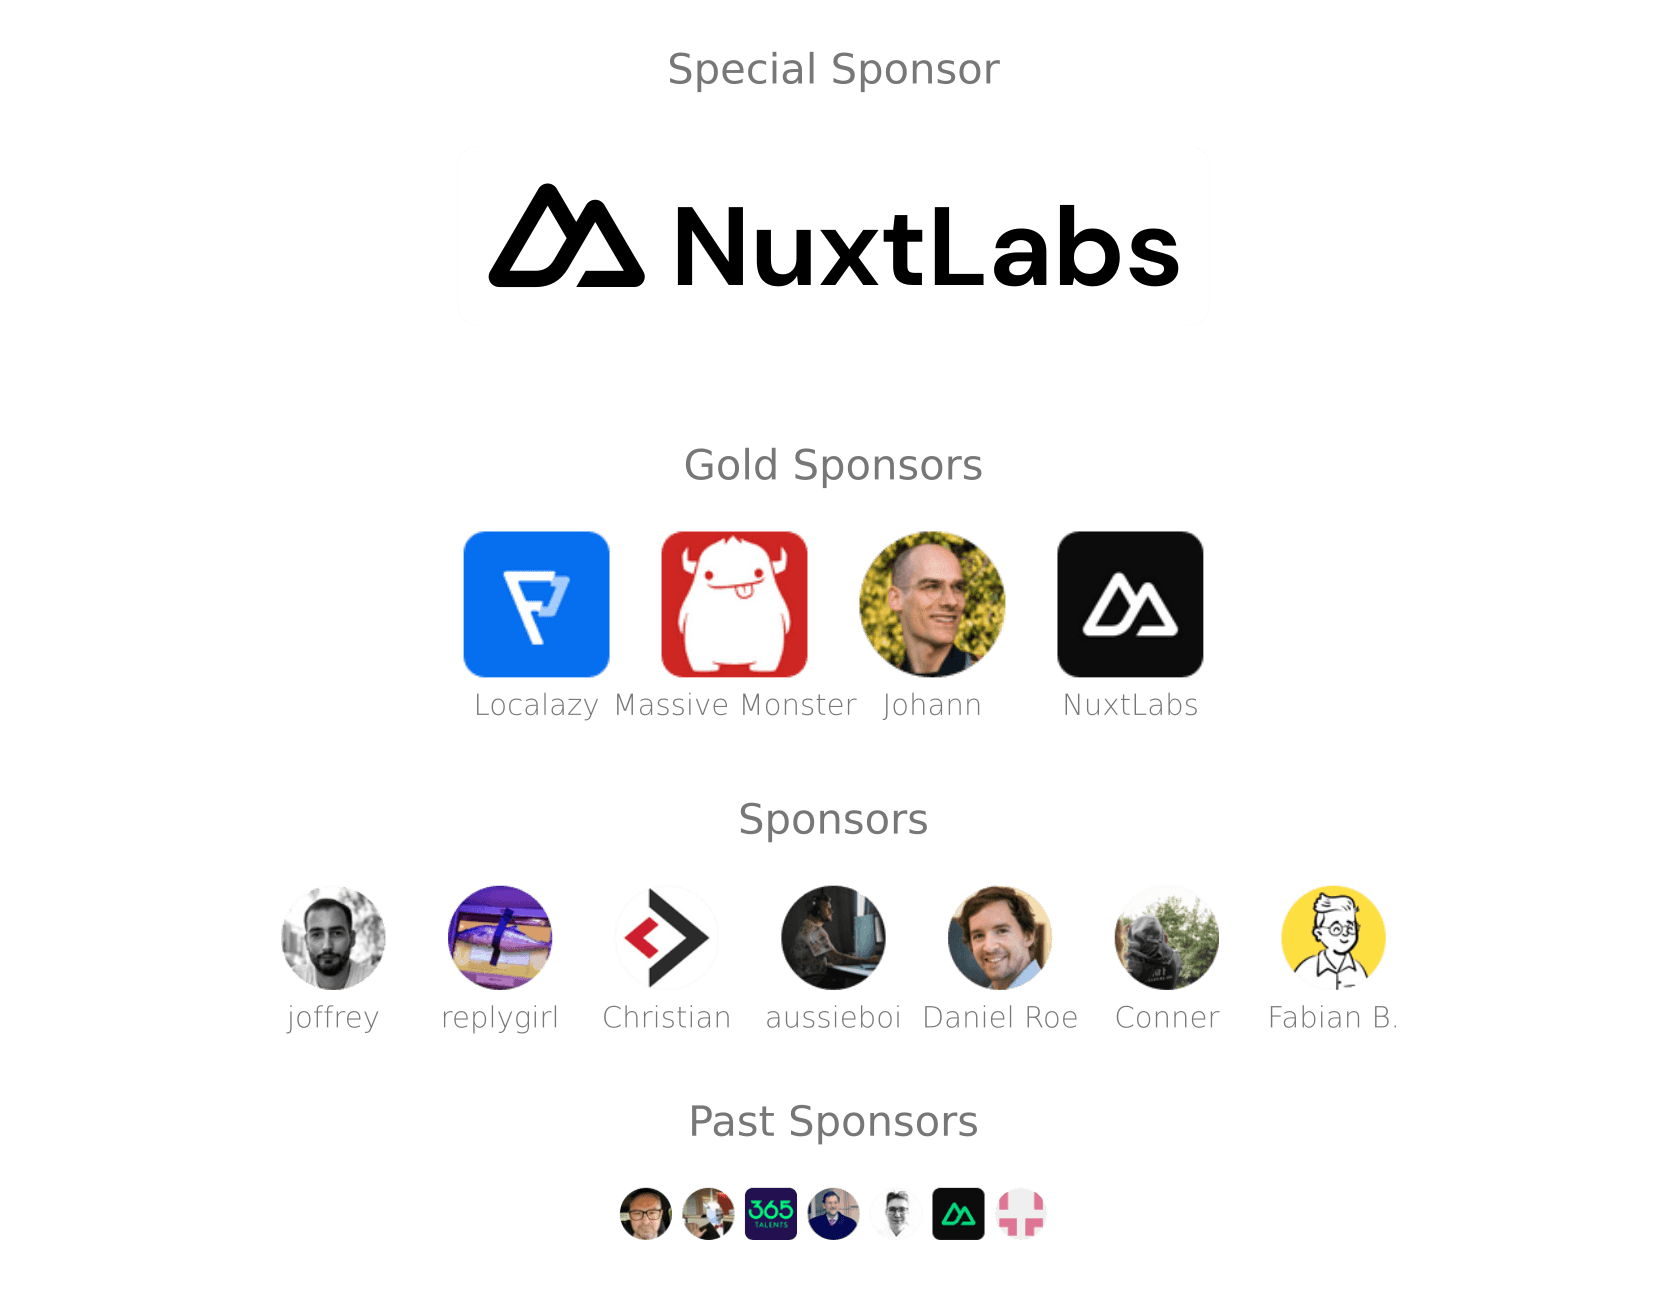 Special Sponsor
NuxtLabs
Gold Sponsors
Localazy Massive Monster Johann NuxtLabs
Sponsors
joffrey replygirl Christian aussieboi Daniel Roe Conner Fabian B.
Past Sponsors
365
TALENTS